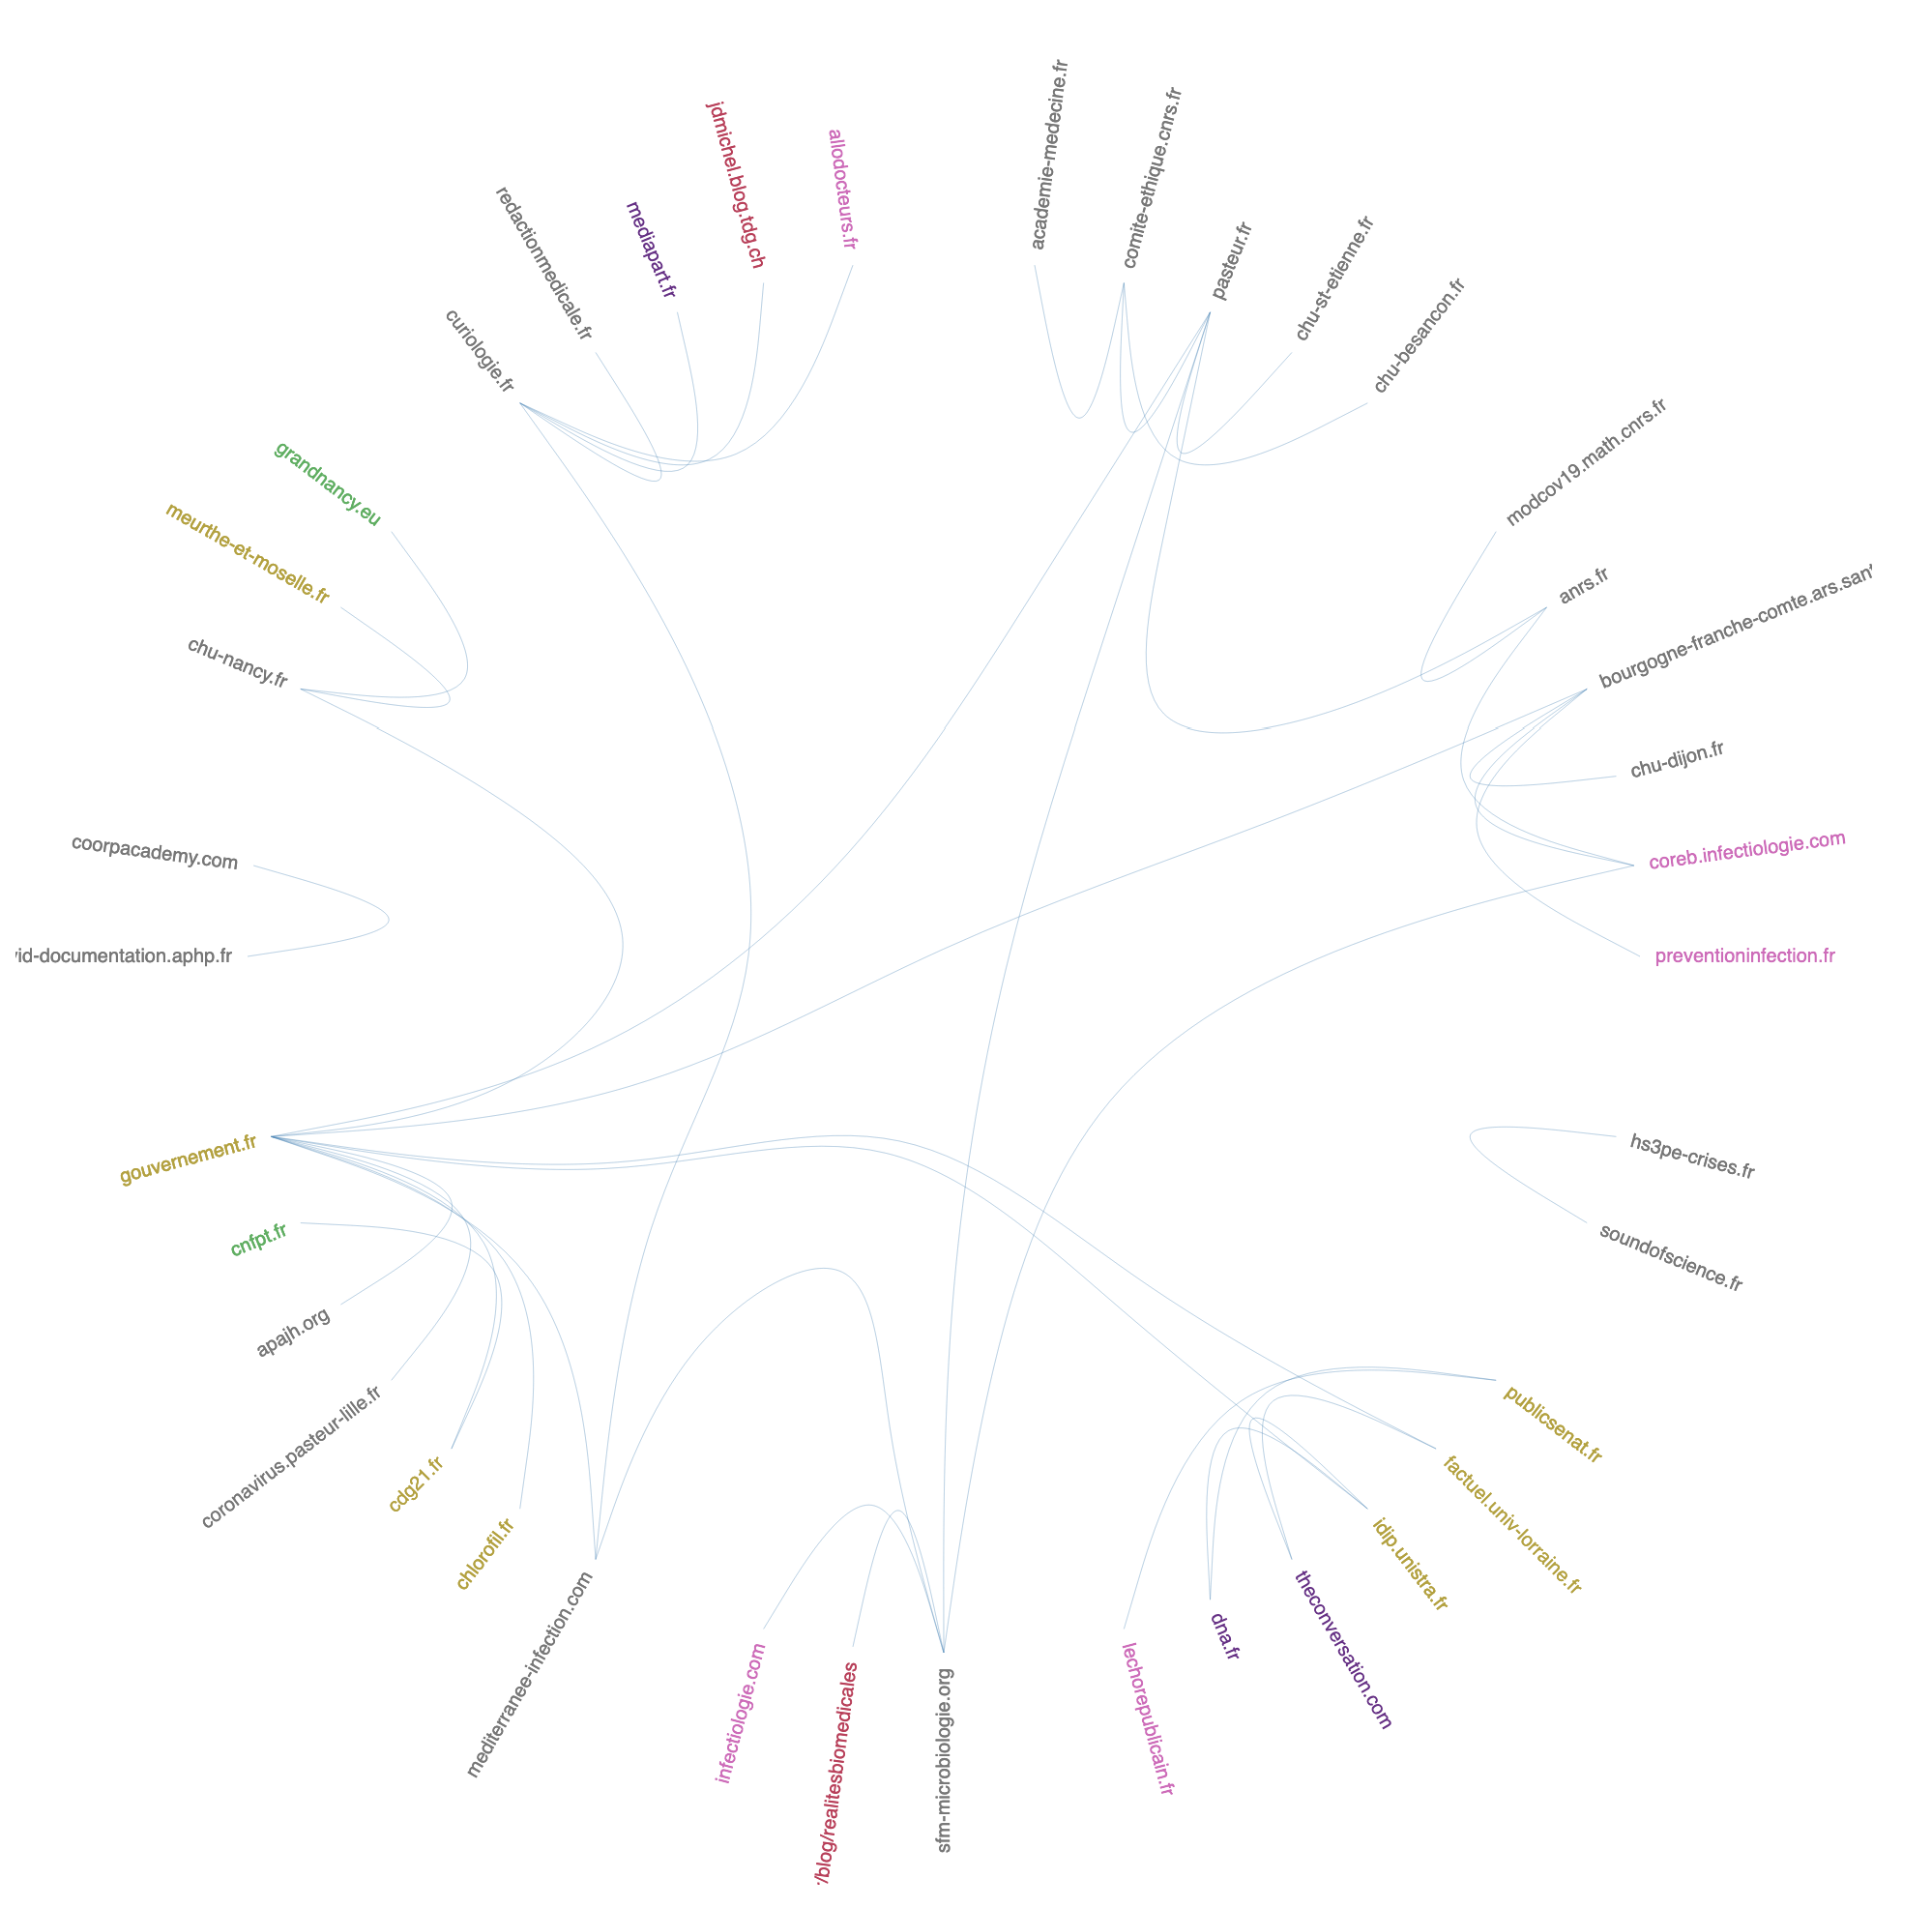 academie-medecine.fr
comite-ethique.cnrs.fr
pasteur.fr
chu-st-etienne.fr
chu-besancon.fr
modcov19.math.cnrs.fr
anrs.fr
bourgogne-franche-comte.ars.san
chu-dijon.fr
coreb.infectiologie.com
preventioninfection.fr
hs3pe-crises.fr
soundofscience.fr
publicsenat.fr
factuel.univ-lorraine.fr
idip.unistra.fr
theconversation.com
dna.fr
lechorepublicain.fr
sfm-microbiologie.org
/blog/realitesbiomedicales
infectiologie.com
mediterranee-infection.com
chlorofil.fr
cdg21.fr
coronavirus.pasteur-lille.fr
apajh.org
cnfpt.fr
gouvernement.fr
id-documentation.aphp.fr
coorpacademy.com
chu-nancy.fr
meurthe-et-moselle.fr
grandnancy.eu
curiologie.fr
redactionmedicale.fr
mediapart.fr
jdmichel.blog.tdg.ch
allodocteurs.fr